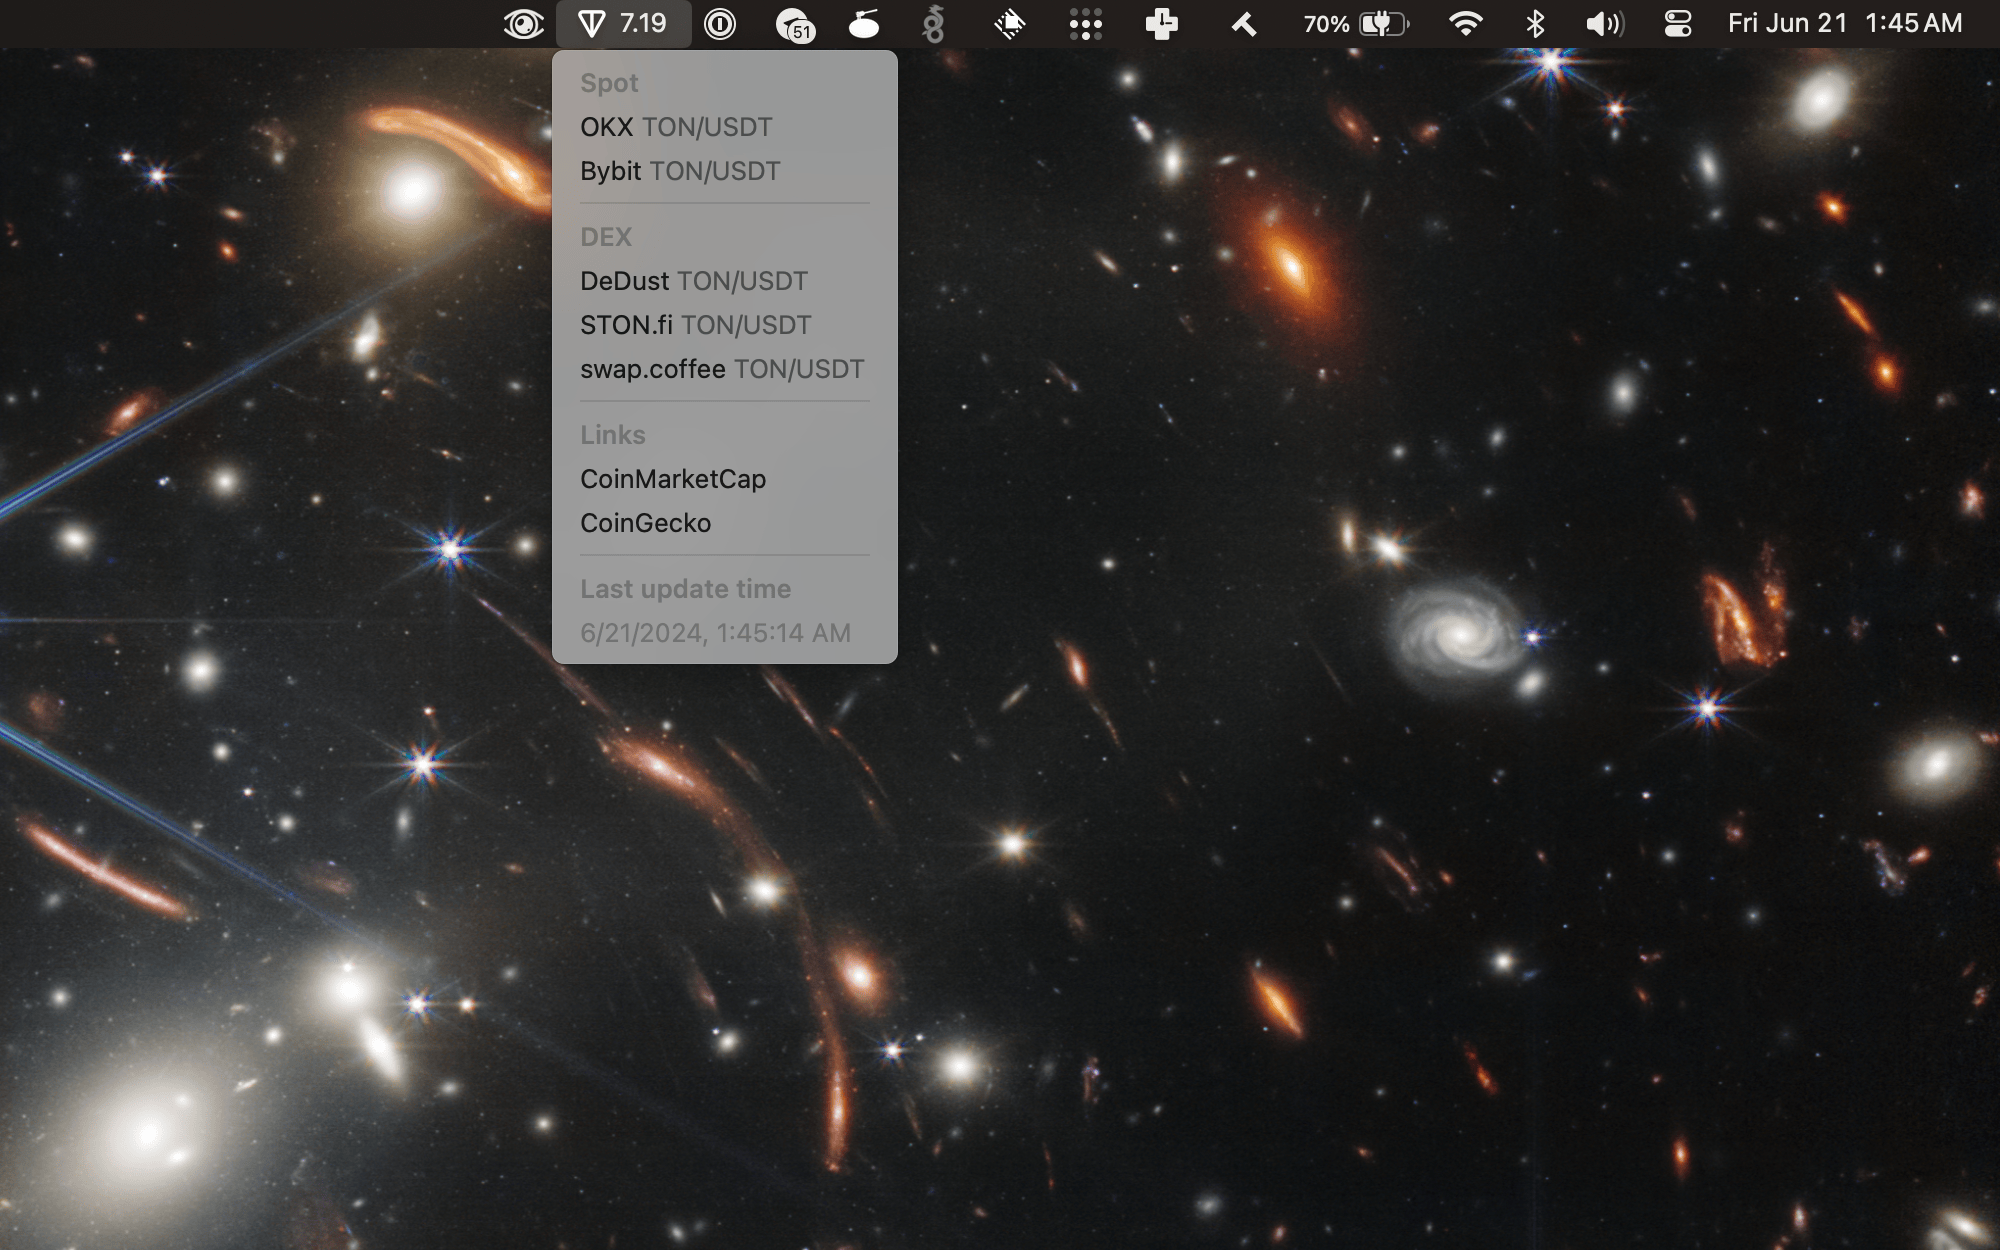 7.19
51
70%
Fri Jun 21 1:45 AM
Spot
OKX TON/USDT
Bybit TON/USDT
DEX
DeDust TON/USDT
STON.fi TON/USDT
swap.coffee TON/USDT
Links
CoinMarketCap
CoinGecko
Last update time
6/21/2024, 1:45:14 AM